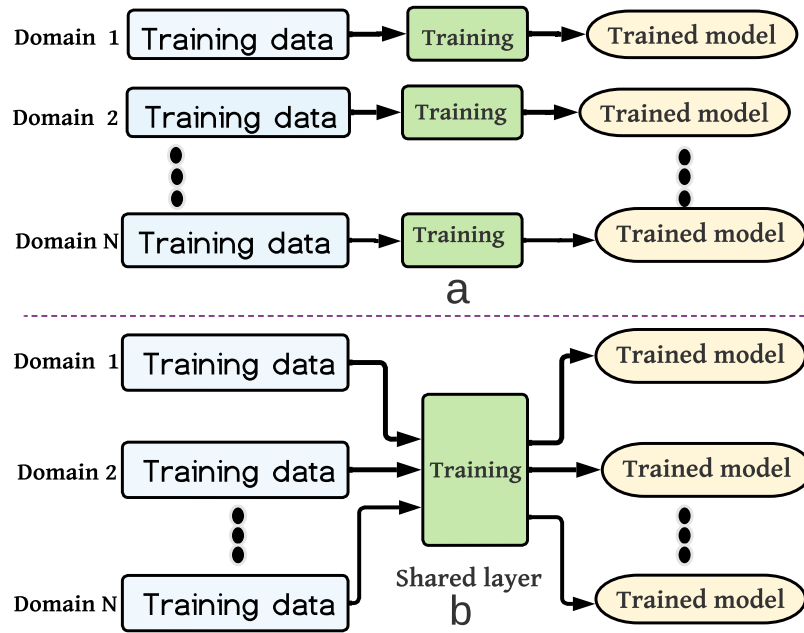 Domain 1 Training data Training Trained model
Domain 2 Training data Training Trained model
Domain N Training data Training Trained model
a
Domain 1 Training data Trained model
Domain 2 Training data Training Trained model
Domain N Training data Shared layer Trained model
b